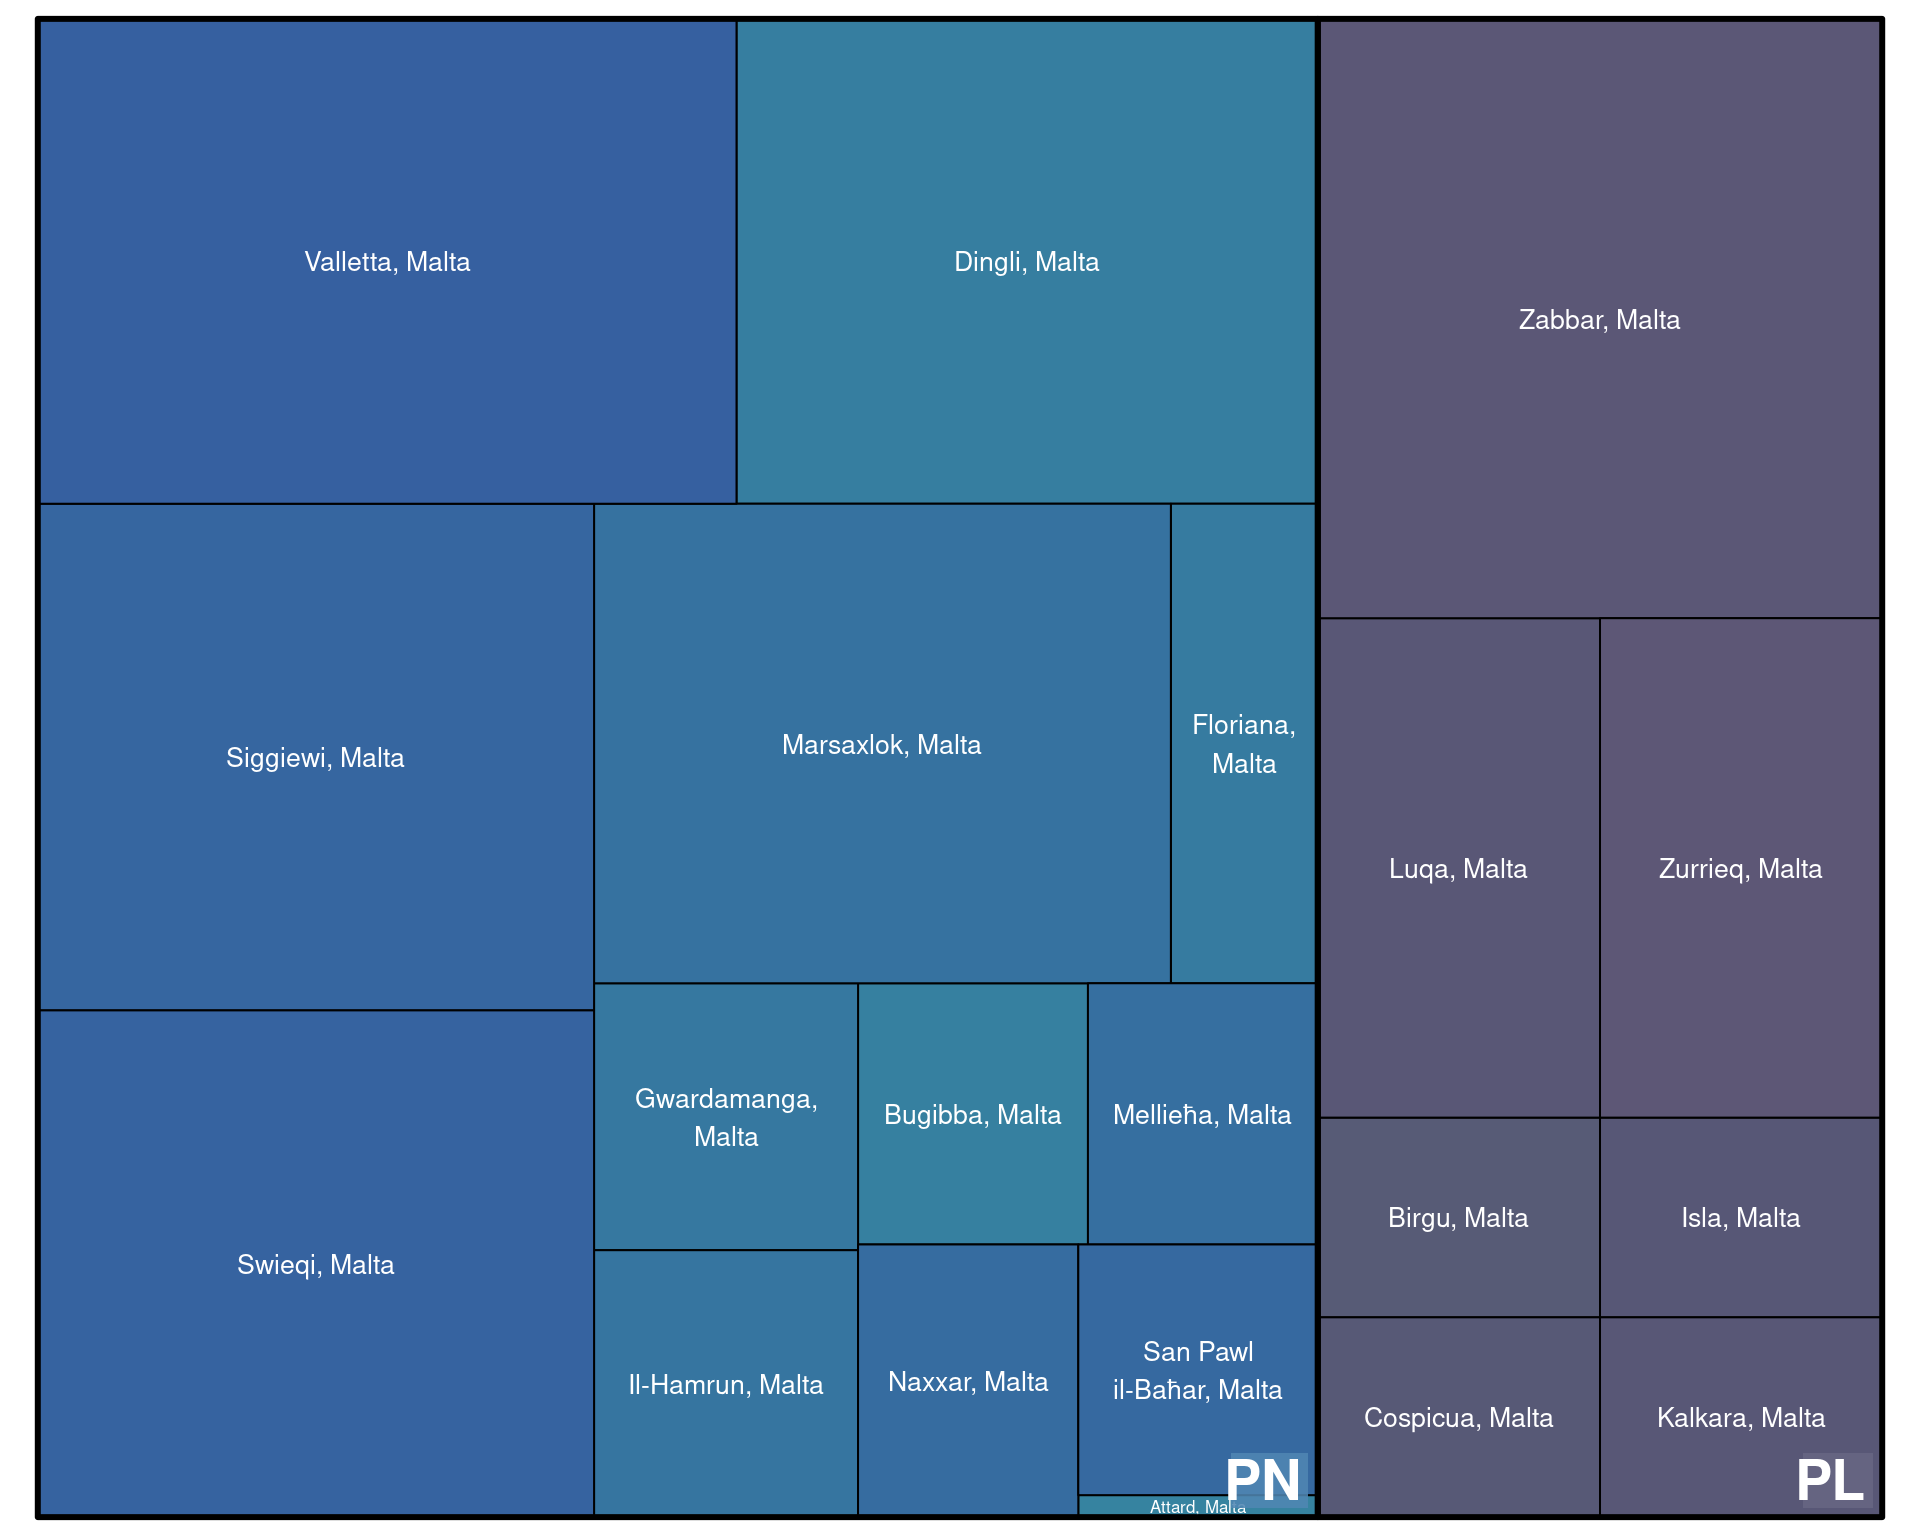 Valletta, Malta
Dingli, Malta
Zabbar, Malta
Siggiewi, Malta
Marsaxlok, Malta
Floriana,
Malta
Luqa, Malta
Zurrieq, Malta
Gwardamanga,
Malta
Bugibba, Malta
Mellieħa, Malta
Swieqi, Malta
Birgu, Malta
Isla, Malta
Il-Hamrun, Malta
Naxxar, Malta
San Pawl
il-Baħar, Malta
Cospicua, Malta
Kalkara, Malta
PN
PL
Attard, Malta